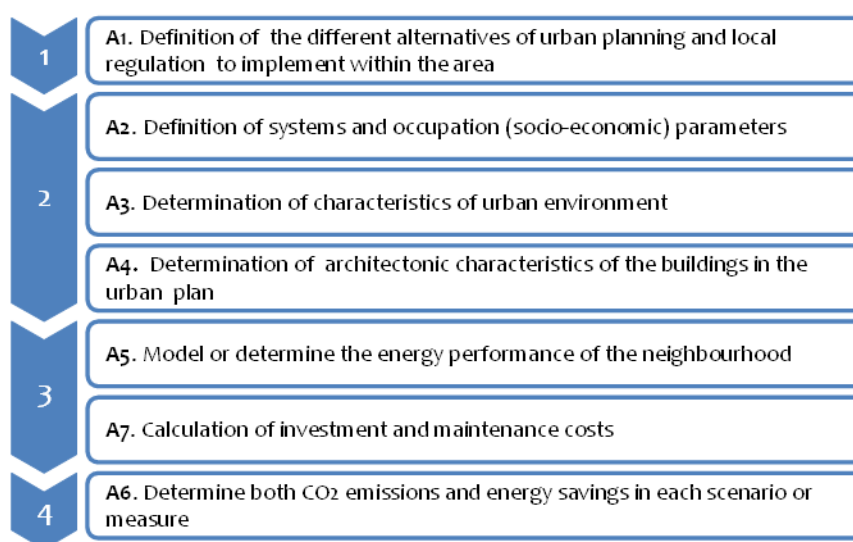 1
A1. Definition of the different alternatives of urban planning and local
regulation to implement within the area
2
A2. Definition of systems and occupation (socio-economic) parameters
A3. Determination of characteristics of urban environment
A4. Determination of architectonic characteristics of the buildings in the
urban plan
3
A5. Model or determine the energy performance of the neighbourhood
A7. Calculation of investment and maintenance costs
4
A6. Determine both CO2 emissions and energy savings in each scenario or
measure